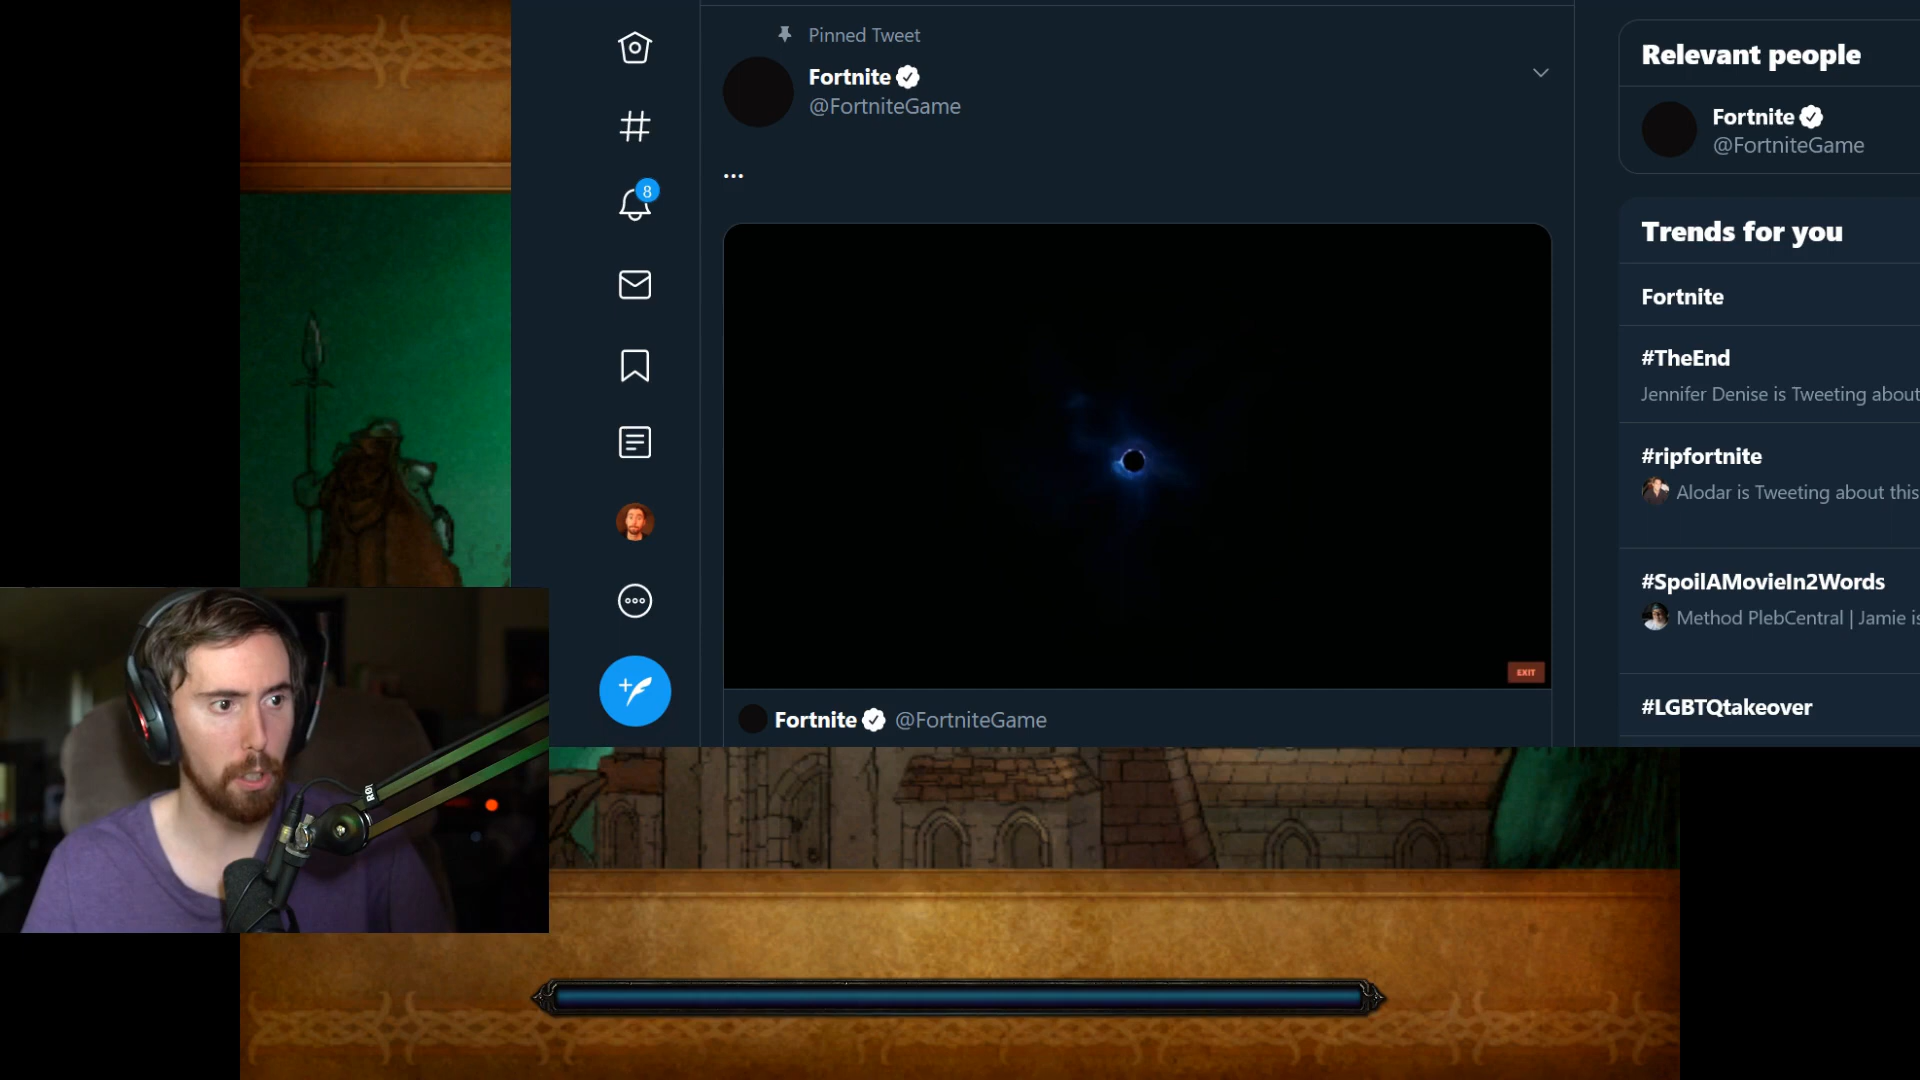 Pinned Tweet
Fortnite
@FortniteGame
...
8
EXIT
Fortnite @FortniteGame
Relevant people
Fortnite
@FortniteGame
Trends for you
Fortnite
#TheEnd
Jennifer Denise is Tweeting about
#ripfortnite
Alodar is Tweeting about this
#SpoilAMovieIn2Words
Method PlebCentral | Jamie is
#LGBTQtakeover